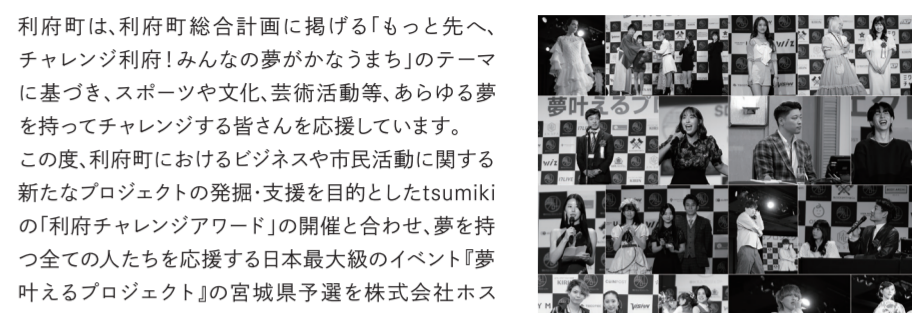 利府町は、利府町総合計画に掲げる「もっと先へ、
チャレンジ利府！みんなの夢がかなうまち」のテーマ
に基づき、スポーツや文化、芸術活動等、あらゆる夢
を持ってチャレンジする皆さんを応援しています。
この度、利府町におけるビジネスや市民活動に関する
新たなプロジェクトの発掘・支援を目的としたtsumiki
の「利府チャレンジアワード」の開催と合わせ、夢を持
つ全ての人たちを応援する日本最大級のイベント『夢
叶えるプロジェクト』の宮城県予選を株式会社ホス
夢叶えるプロ